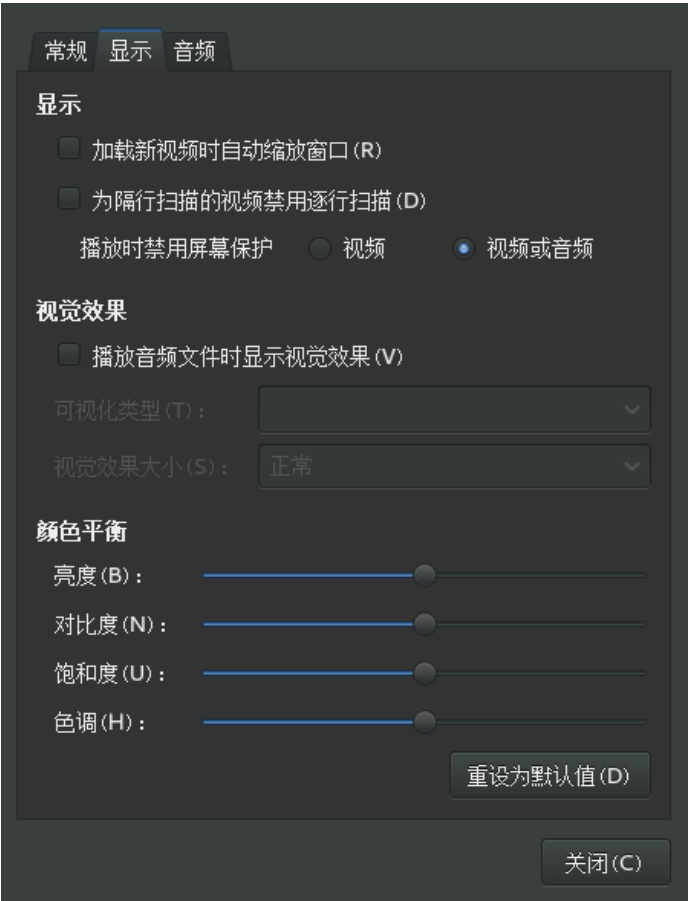 常规 显示 音频
显示
加载新视频时自动缩放窗口(R)
为隔行扫描的视频禁用逐行扫描(D)
播放时禁用屏幕保护 视频 视频或音频
视觉效果
播放音频文件时显示视觉效果(V)
可视化类型(T)：
视觉效果大小(S)： 正常
颜色平衡
亮度(B)：
对比度(N)：
饱和度(U)：
色调(H)：
重设为默认值(D)
关闭(C)